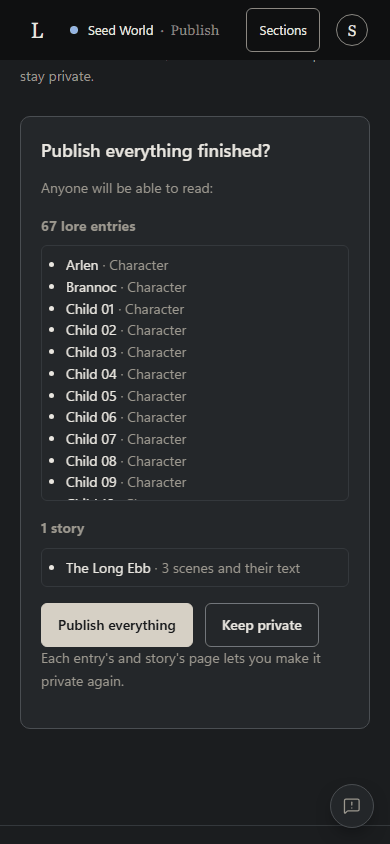 L Seed World · Publish Sections S
stay private.
Publish everything finished?
Anyone will be able to read:
67 lore entries
Arlen · Character
Brannoc · Character
Child 01 · Character
Child 02 · Character
Child 03 · Character
Child 04 · Character
Child 05 · Character
Child 06 · Character
Child 07 · Character
Child 08 · Character
Child 09 · Character
1 story
The Long Ebb · 3 scenes and their text
Publish everything Keep private
Each entry's and story's page lets you make it
private again.